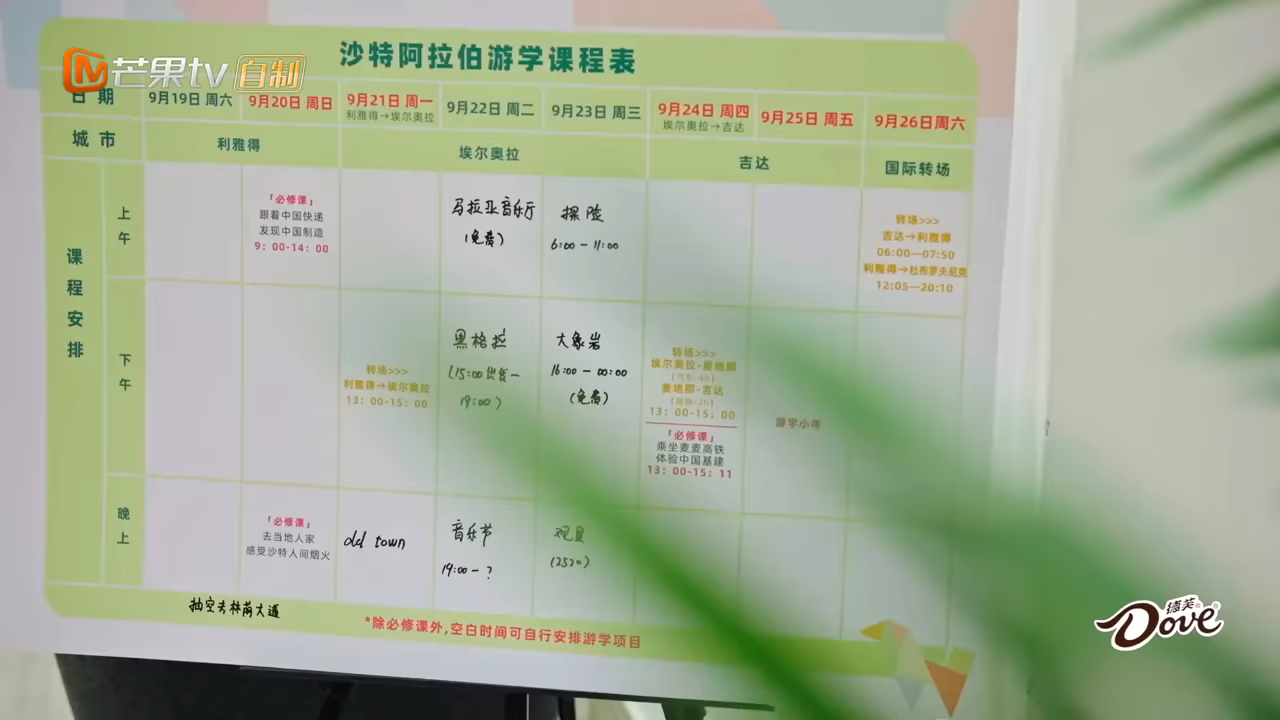 芒果tv 自制
沙特阿拉伯游学课程表
日期 9月19日 周六 9月20日 周日 9月21日 周一 9月22日 周二 9月23日 周三 9月24日 周四 9月25日 周五 9月26日周六
利雅得→埃尔奥拉 埃尔奥拉→吉达
城市 利雅得 埃尔奥拉 吉达 国际转场
课程安排
上午
「必修课」
跟着中国快递
发现中国制造
9：00-14：00
马拉亚音乐厅
(免费)
探险
6:00-11:00
转场>>>
吉达→利雅得
06:00—07:50
利雅得→杜布罗夫尼克
12:05—20:10
下午
转场>>>
利雅得→埃尔奥拉
13：00-15：00
黑格拉
(15:00出发-
19:00)
大象岩
16:00-00:00
(免费)
转场>>>
埃尔奥拉-麦地那
麦地那-吉达
13：00-15：00
「必修课」
乘坐麦麦高铁
体验中国基建
13：00-15：11
游学小考
晚上
「必修课」
去当地人家
感受沙特人间烟火
old town
音乐节
19:00-?
观星
(2520)
抽空去林荫大道
*除必修课外,空白时间可自行安排游学项目
德芙
Dove